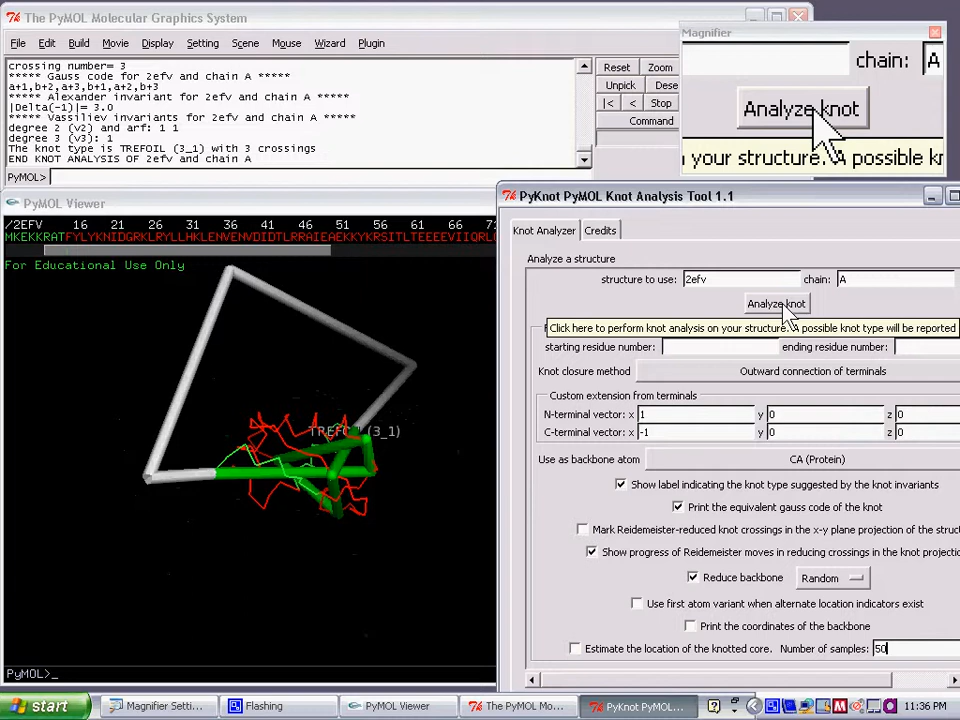 The PyMOL Molecular Graphics System
File Edit Build Movie Display Setting Scene Mouse Wizard Plugin
crossing number= 3
***** Gauss code for 2efv and chain A *****
a+1,b+2,a+3,b+1,a+2,b+3
***** Alexander invariant for 2efv and chain A *****
|Delta(-1)|= 3.0
***** Vassiliev invariants for 2efv and chain A *****
degree 2 (v2) and arf: 1 1
degree 3 (v3): 1
The knot type is TREFOIL (3_1) with 3 crossings
END KNOT ANALYSIS OF 2efv and chain A
PyMOL>
Reset Zoom
Unpick Dese
|< < Stop
Command
Magnifier
chain: A
Analyze knot
your structure. A possible kr
PyMOL Viewer
/2EFV 16 21 26 31 36 41 46 51 56 61 66 71
MKEKKRATFYLYKNIDGRKLRYLLHKLENVENVDIDTLRRAIEAEKKYKRSITLTEEEEVIIQRL
For Educational Use Only
TREFOIL (3_1)
PyMOL>_
PyKnot PyMOL Knot Analysis Tool 1.1
Knot Analyzer Credits
Analyze a structure
structure to use: 2efv chain: A
Analyze knot
Click here to perform knot analysis on your structure. A possible knot type will be reported
starting residue number: ending residue number:
Knot closure method Outward connection of terminals
Custom extension from terminals
N-terminal vector: x 1 y 0 z 0
C-terminal vector: x -1 y 0 z 0
Use as backbone atom CA (Protein)
Show label indicating the knot type suggested by the knot invariants
Print the equivalent gauss code of the knot
Mark Reidemeister-reduced knot crossings in the x-y plane projection of the struct
Show progress of Reidemeister moves in reducing crossings in the knot projectio
Reduce backbone Random
Use first atom variant when alternate location indicators exist
Print the coordinates of the backbone
Estimate the location of the knotted core. Number of samples: 50
start Magnifier Setti... Flashing PyMOL Viewer The PyMOL Mo... PyKnot PyMOL... 11:36 PM